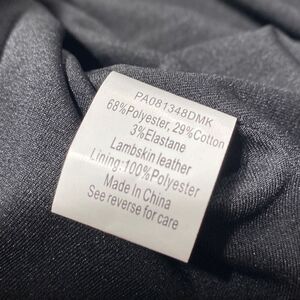 PA081348DMK
68%Polyester, 29%Cotton
3%Elastane
Lambskin leather
Lining:100%Polyester
Made In China
See reverse for care